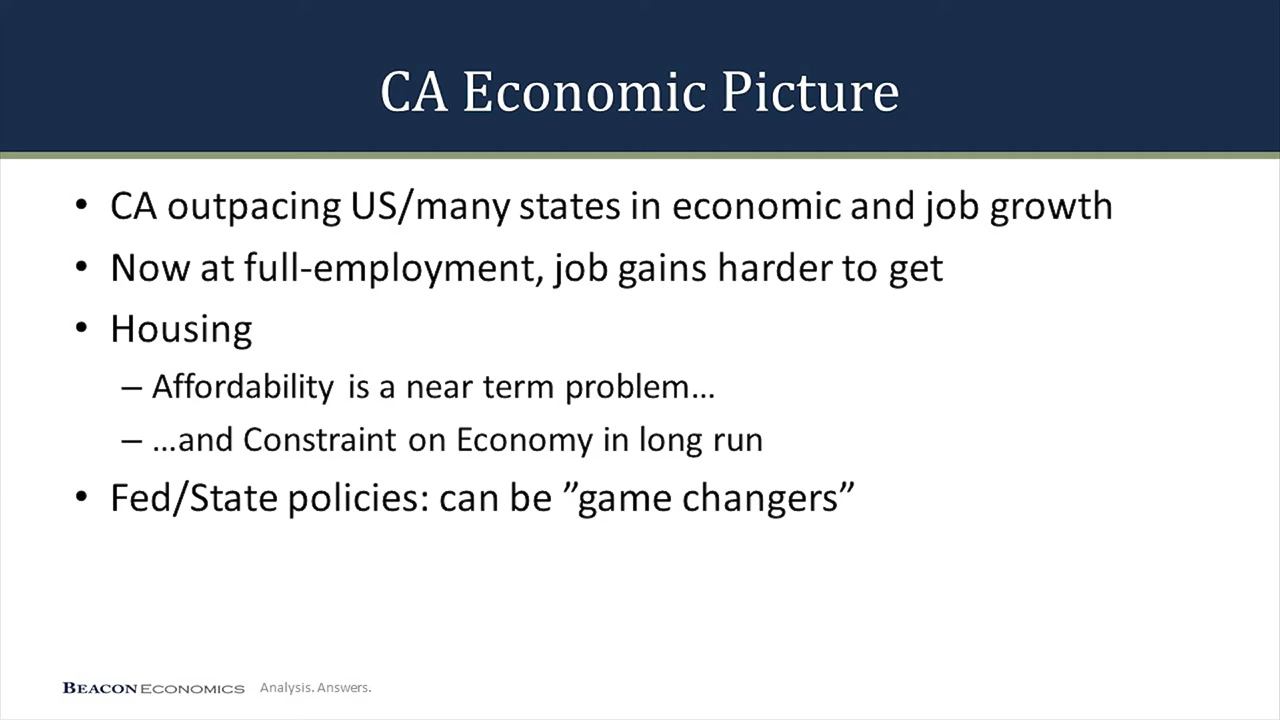 CA Economic Picture
• CA outpacing US/many states in economic and job growth
• Now at full-employment, job gains harder to get
• Housing
– Affordability is a near term problem…
– …and Constraint on Economy in long run
• Fed/State policies: can be ”game changers”
BEACON ECONOMICS Analysis. Answers.